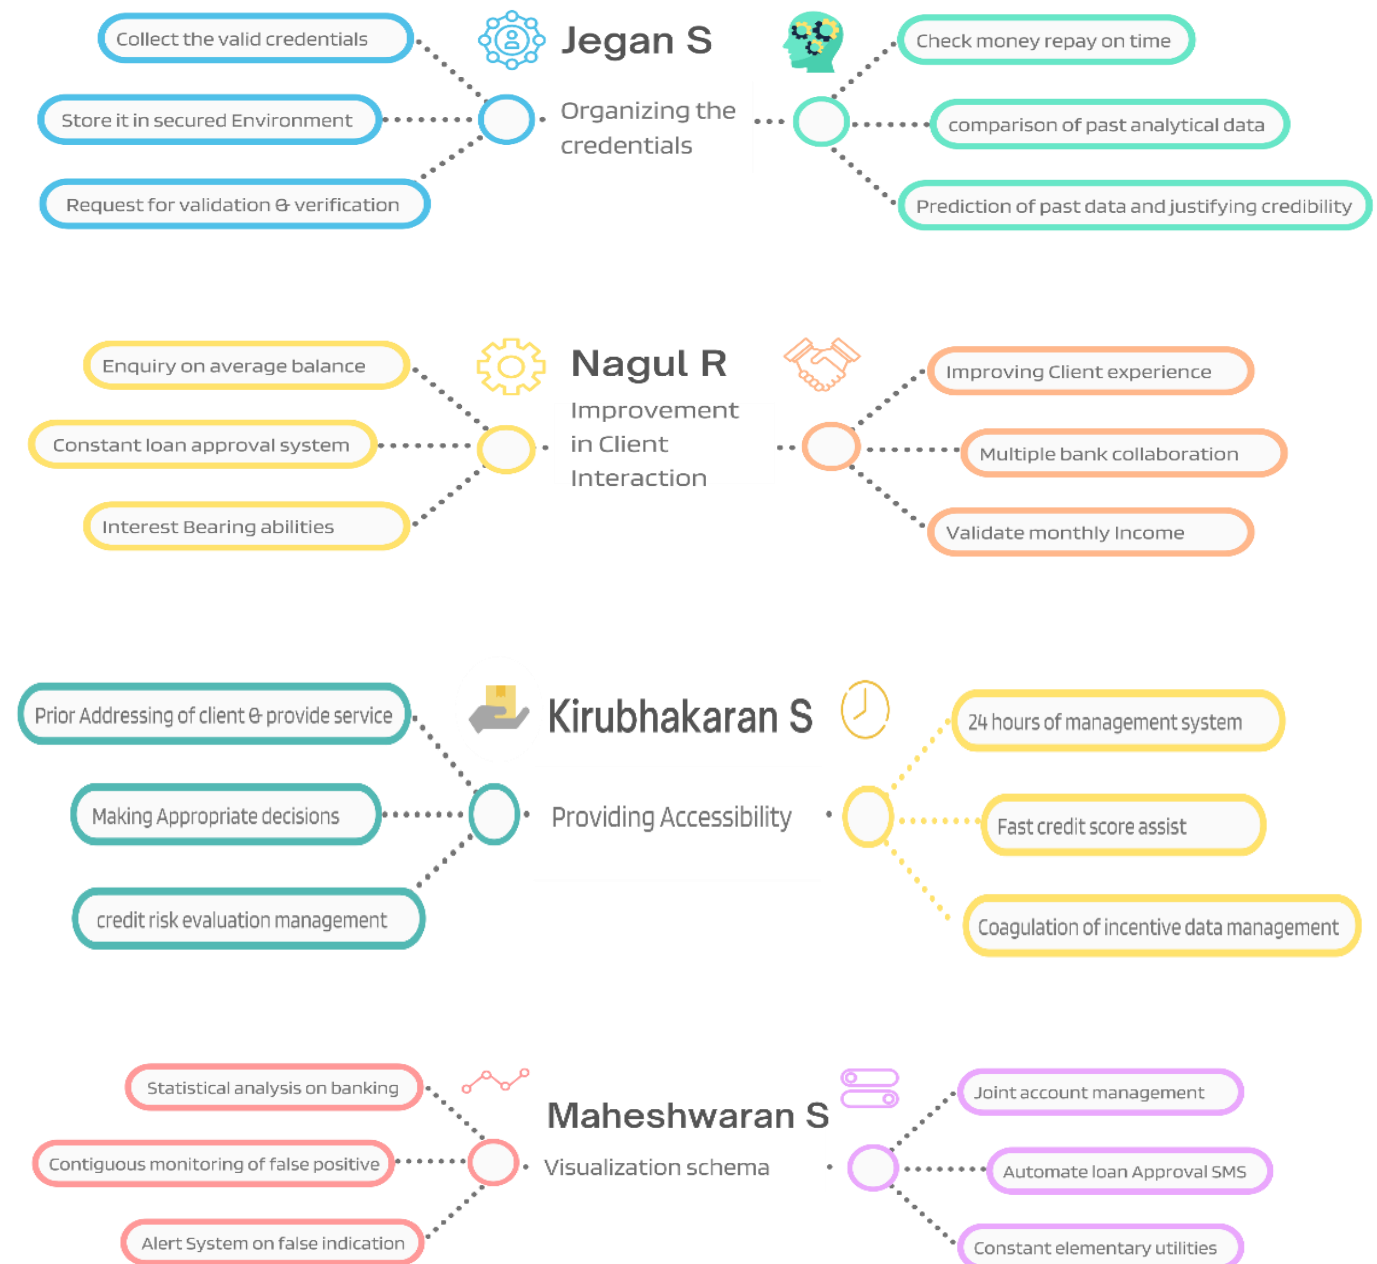 Collect the valid credentials
Store it in secured Environment
Request for validation & verification
Jegan S
Organizing the
credentials
Check money repay on time
comparison of past analytical data
Prediction of past data and justifying credibility
Enquiry on average balance
Constant loan approval system
Interest Bearing abilities
Nagul R
Improvement
in Client
Interaction
Improving Client experience
Multiple bank collaboration
Validate monthly Income
Prior Addressing of client & provide service
Making Appropriate decisions
credit risk evaluation management
Kirubhakaran S
Providing Accessibility
24 hours of management system
Fast credit score assist
Coagulation of incentive data management
Statistical analysis on banking
Contiguous monitoring of false positive
Alert System on false indication
Maheshwaran S
Visualization schema
Joint account management
Automate loan Approval SMS
Constant elementary utilities